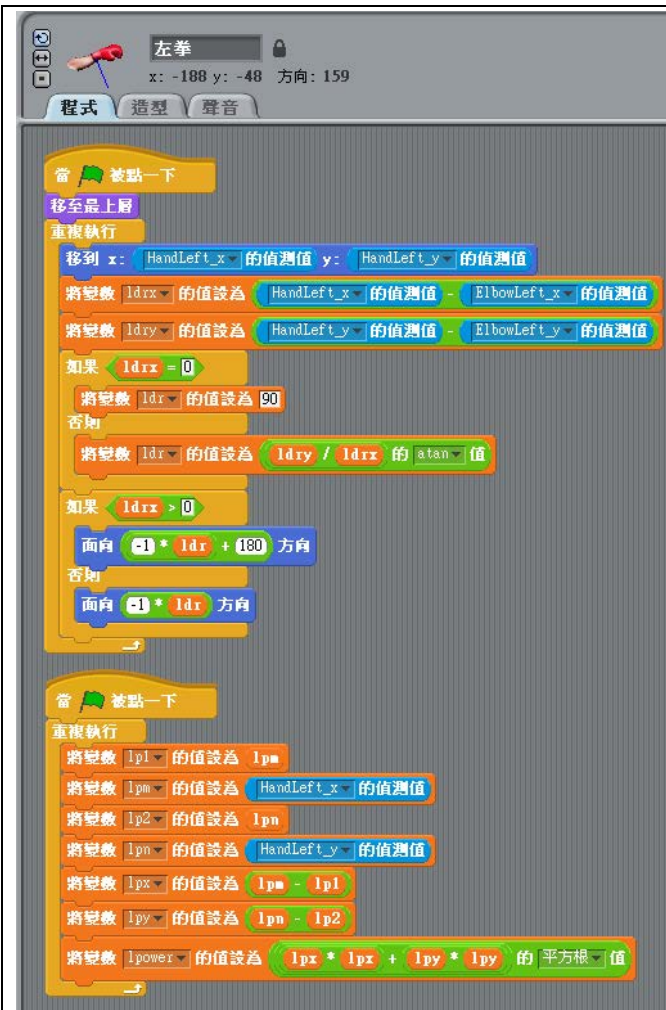 左拳
x: -188 y: -48 方向: 159
程式 造型 聲音
當 被點一下
移至最上層
重複執行
移到 x: HandLeft_x 的偵測值 y: HandLeft_y 的偵測值
將變數 ldrx 的值設為 HandLeft_x 的偵測值 - ElbowLeft_x 的偵測值
將變數 ldry 的值設為 HandLeft_y 的偵測值 - ElbowLeft_y 的偵測值
如果 ldrx = 0
將變數 ldr 的值設為 90
否則
將變數 ldr 的值設為 ldry / ldrx 的 atan 值
如果 ldrx > 0
面向 -1 * ldr + 180 方向
否則
面向 -1 * ldr 方向
當 被點一下
重複執行
將變數 lp1 的值設為 lpm
將變數 lpm 的值設為 HandLeft_x 的偵測值
將變數 lp2 的值設為 lpn
將變數 lpn 的值設為 HandLeft_y 的偵測值
將變數 lpx 的值設為 lpm - lp1
將變數 lpy 的值設為 lpn - lp2
將變數 lpower 的值設為 lpx * lpx + lpy * lpy 的 平方根 值